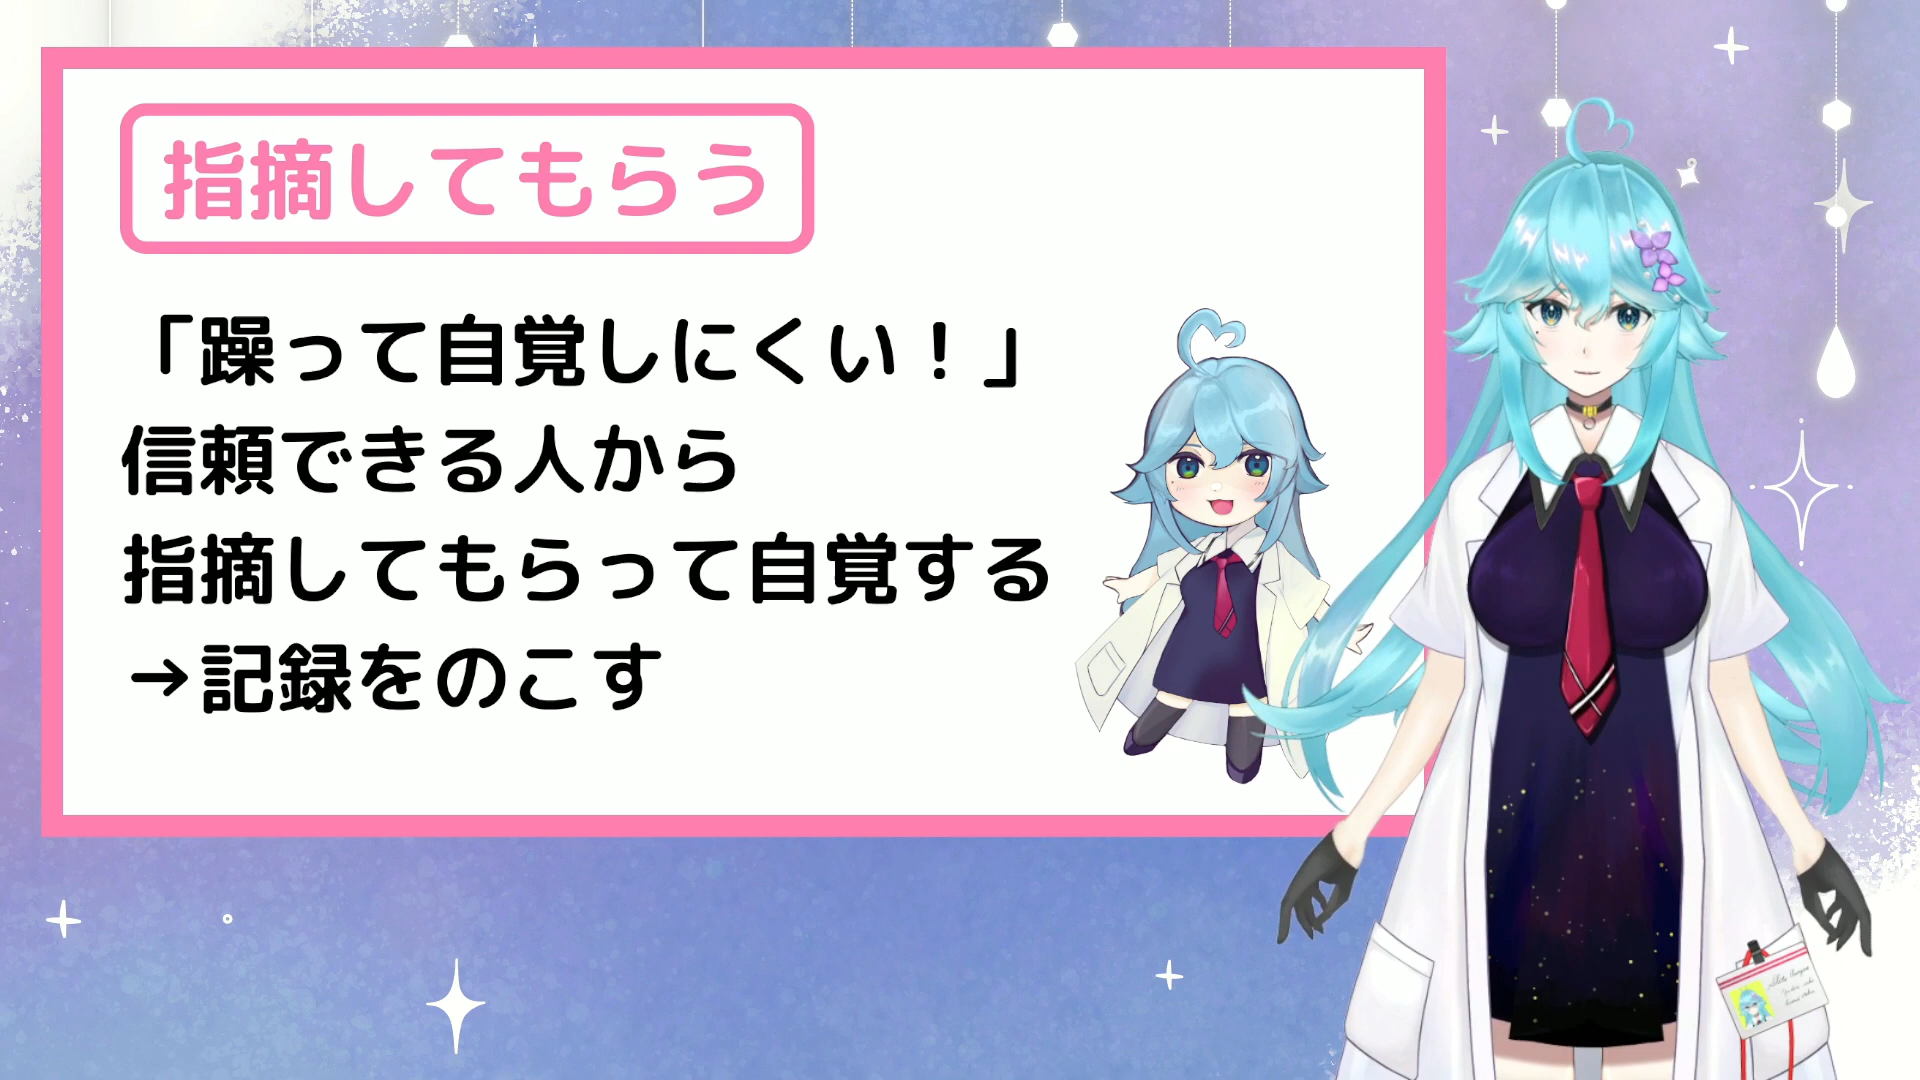 指摘してもらう
「躁って自覚しにくい！」
信頼できる人から
指摘してもらって自覚する
→記録をのこす